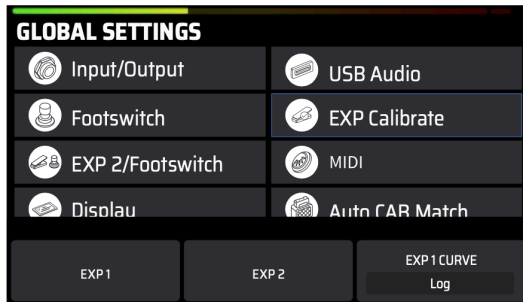 GLOBAL SETTINGS
Input/Output
USB Audio
Footswitch
EXP Calibrate
EXP 2/Footswitch
MIDI
Display
Auto CAB Match
EXP 1
EXP 2
EXP 1 CURVE
Log